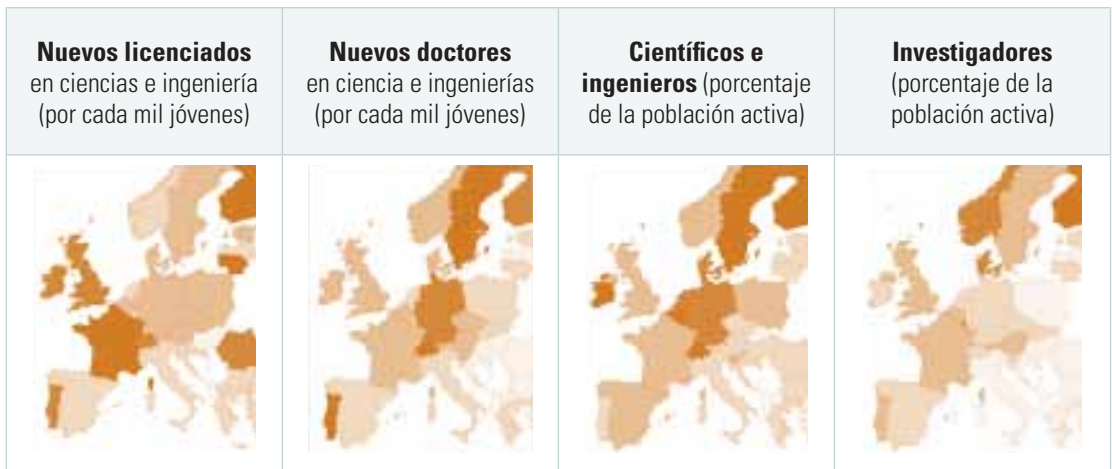 Nuevos licenciados
en ciencias e ingeniería
(por cada mil jóvenes)
Nuevos doctores
en ciencia e ingenierías
(por cada mil jóvenes)
Científicos e
ingenieros (porcentaje
de la población activa)
Investigadores
(porcentaje de la
población activa)